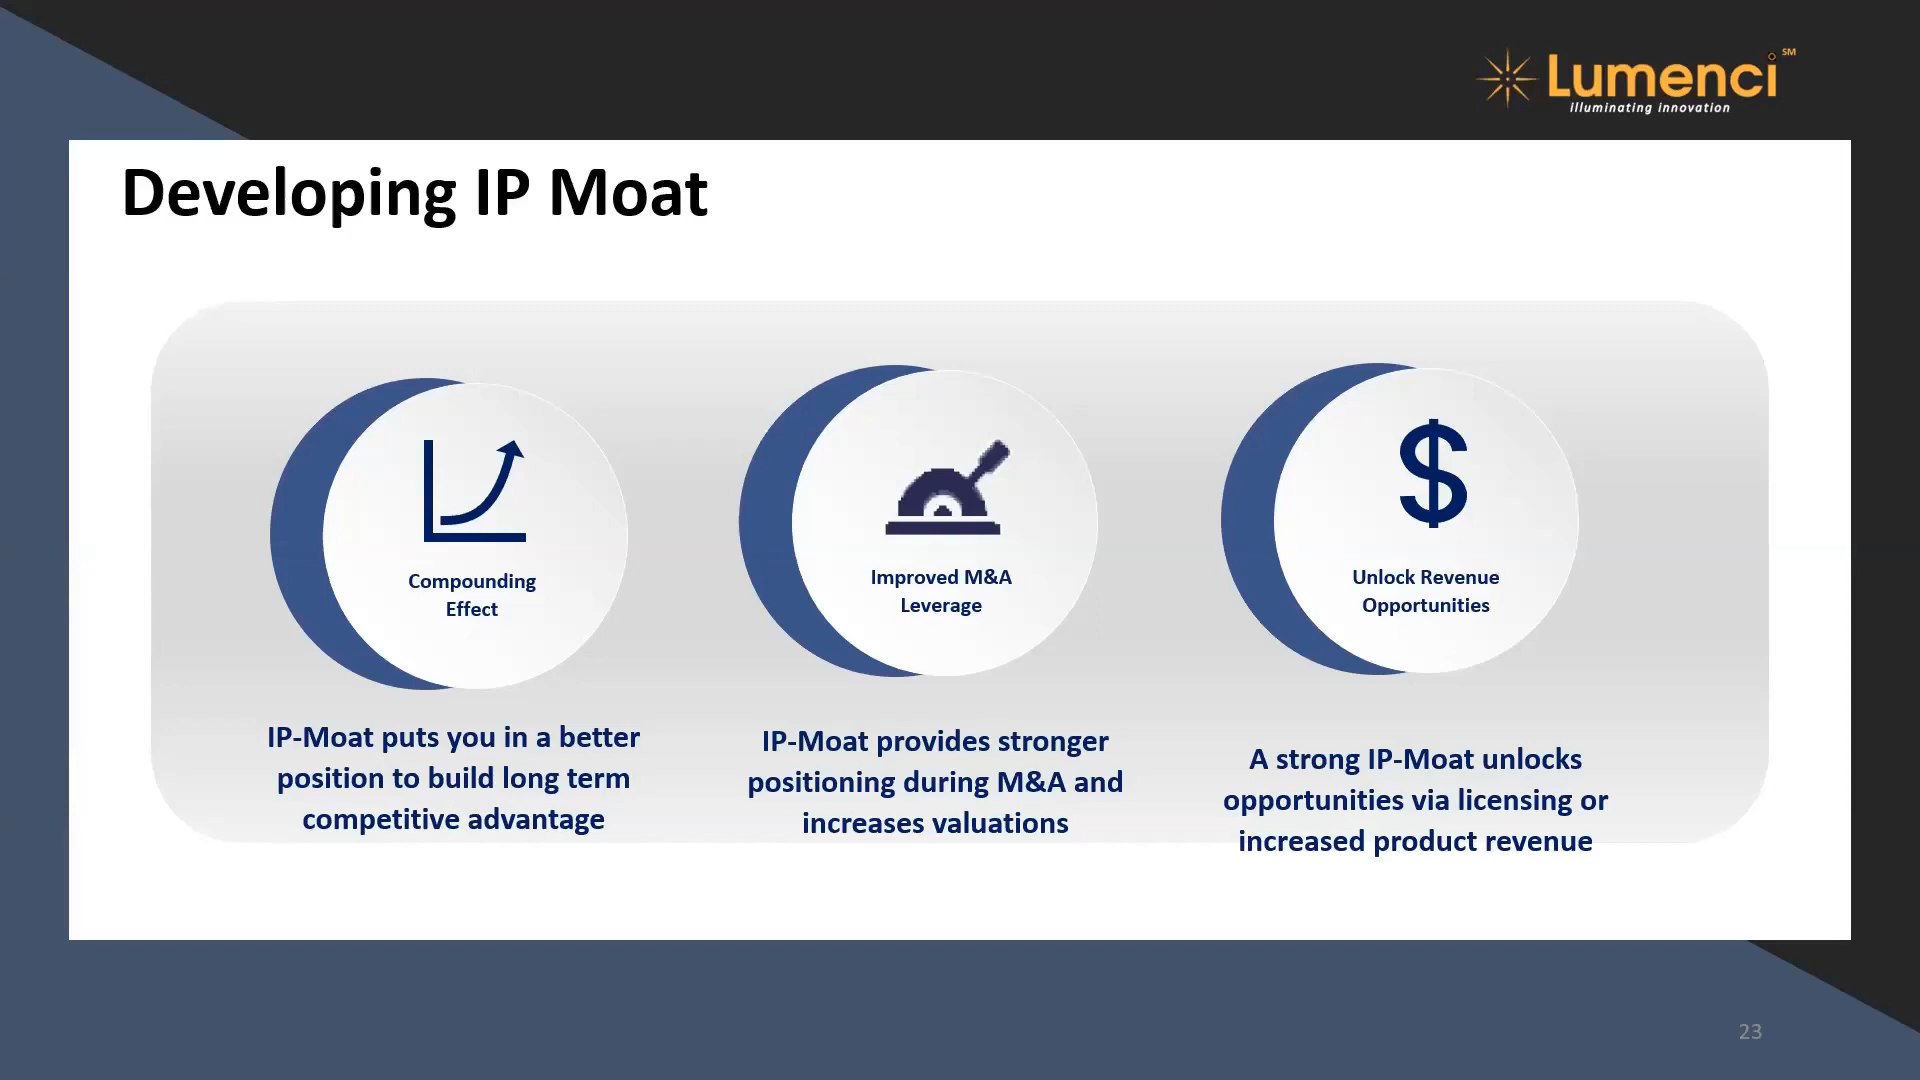 Lumenci SM
illuminating innovation
Developing IP Moat
Compounding
Effect
Improved M&A
Leverage
$
Unlock Revenue
Opportunities
IP-Moat puts you in a better
position to build long term
competitive advantage
IP-Moat provides stronger
positioning during M&A and
increases valuations
A strong IP-Moat unlocks
opportunities via licensing or
increased product revenue
23